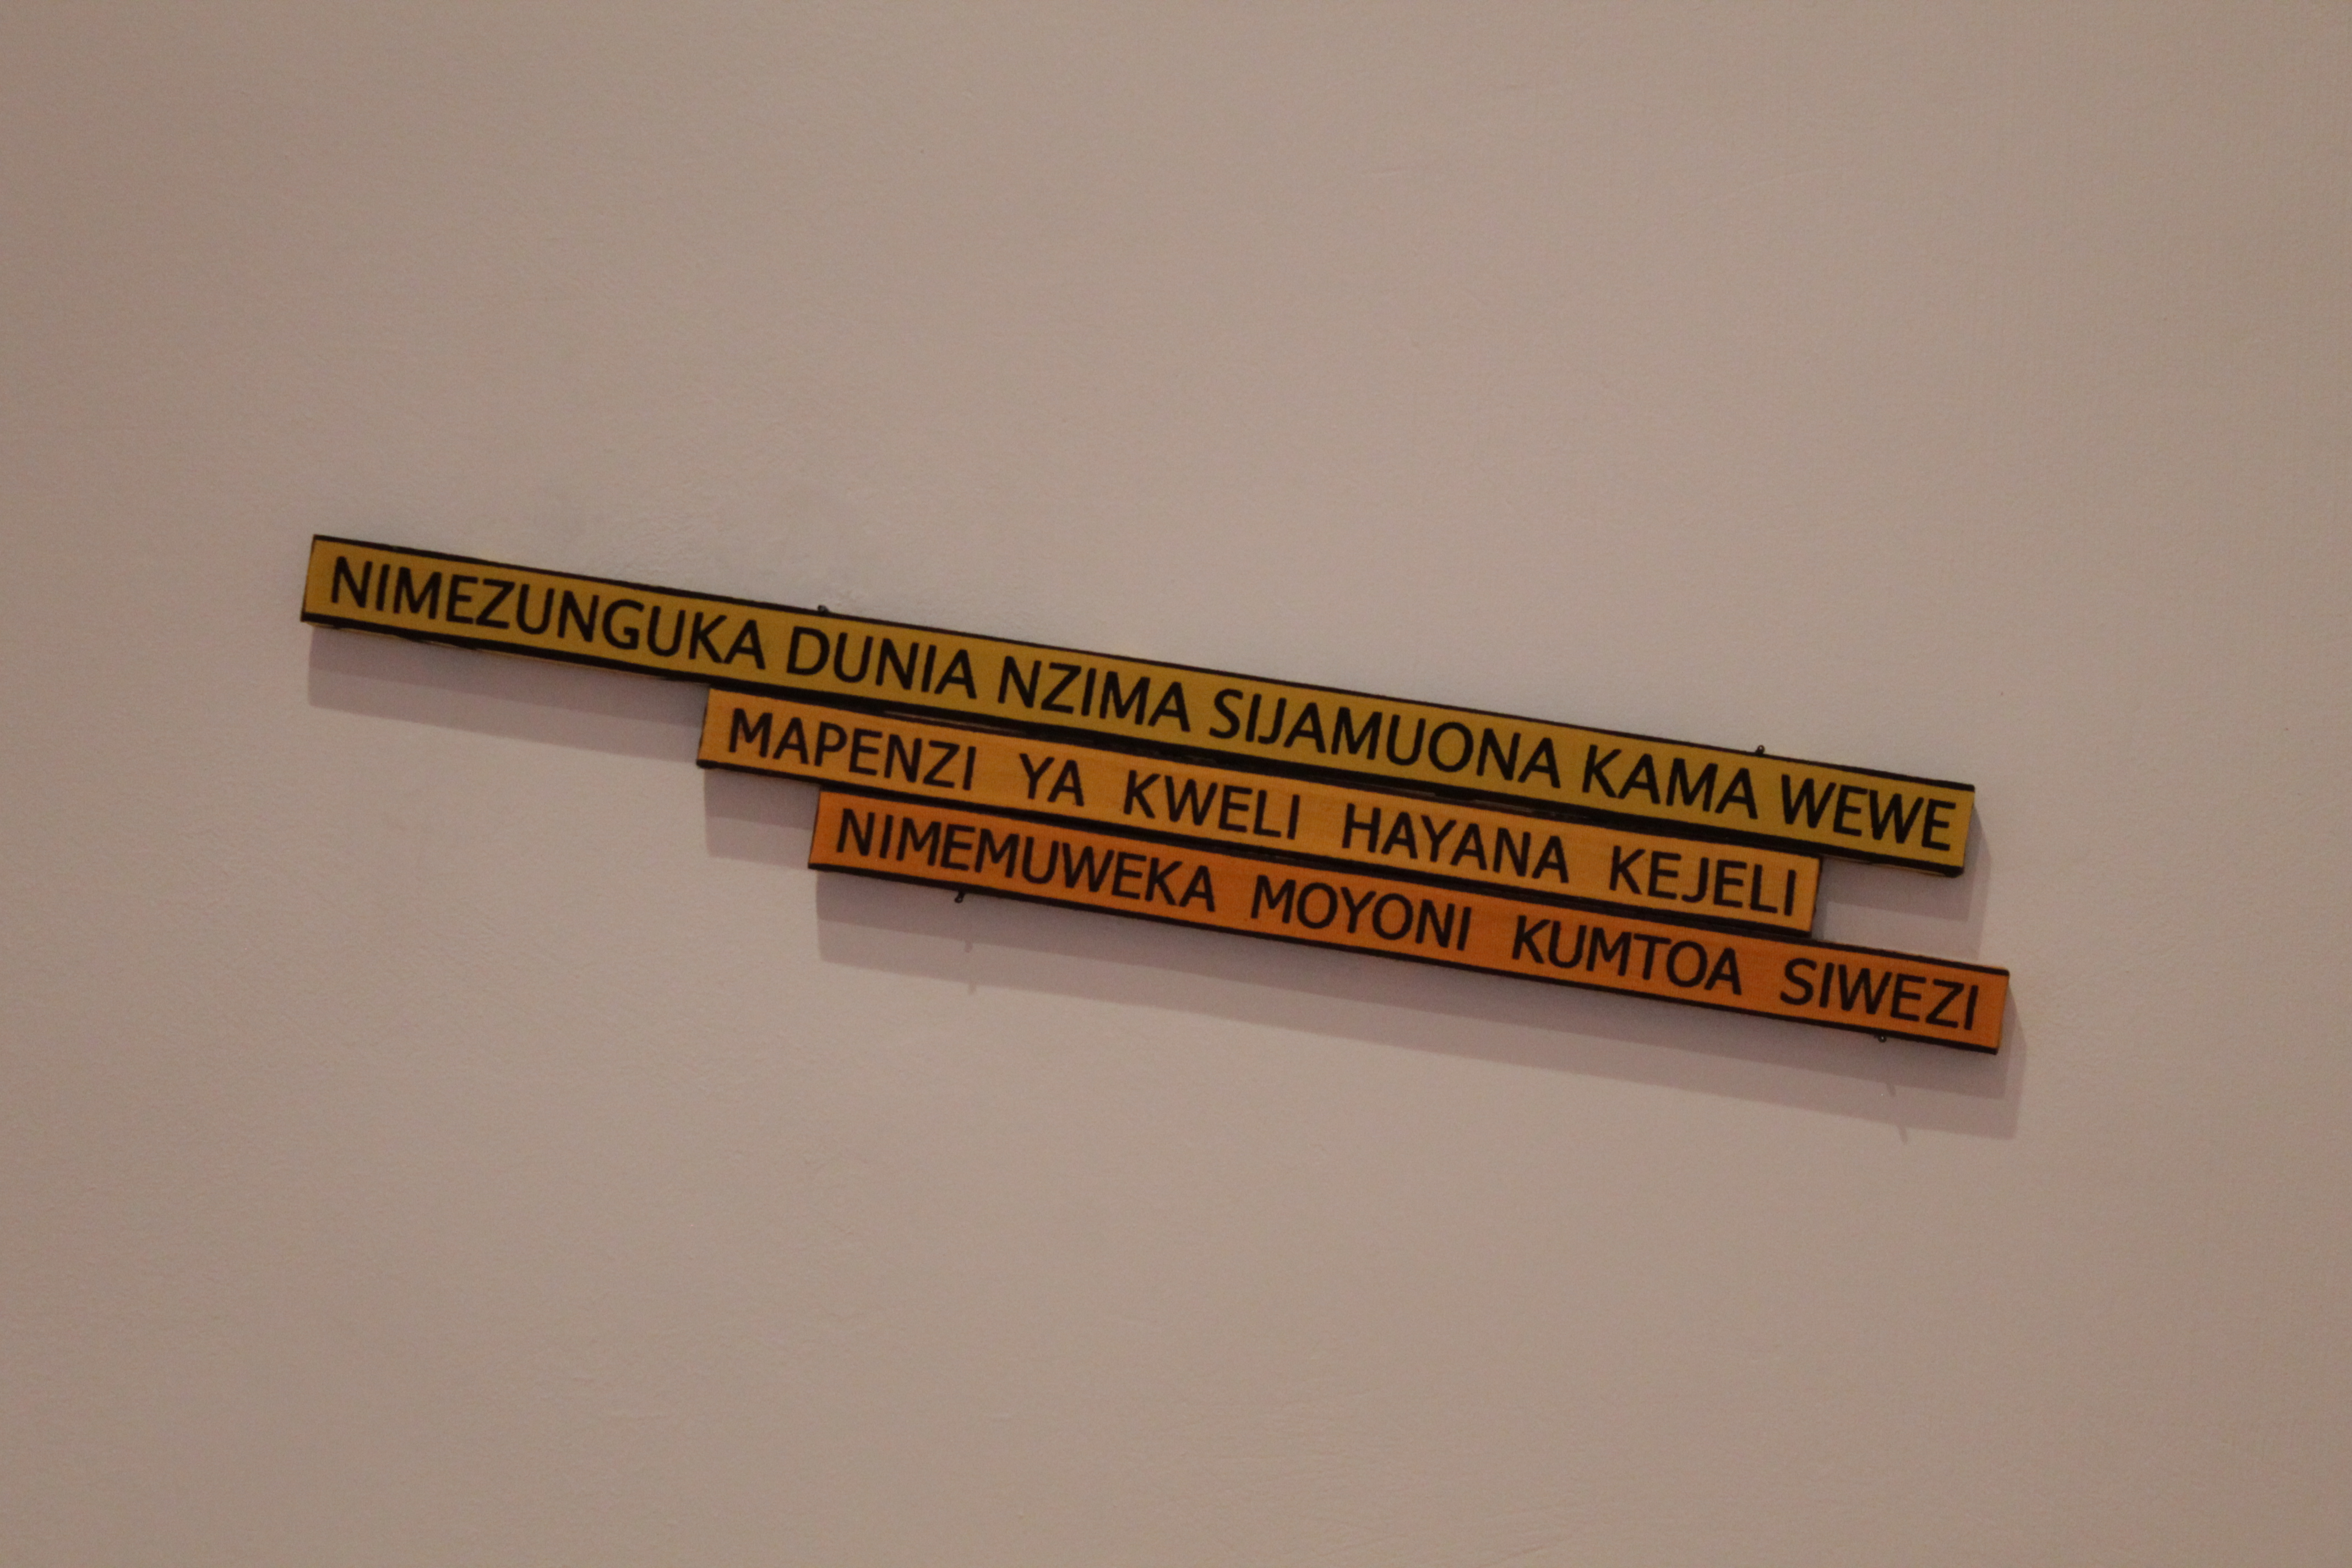 NIMEZUNGUKA DUNIA NZIMA SIJAMUONA KAMA WEWE
MAPENZI YA KWELI HAYANA KEJELI
NIMEMUWEKA MOYONI KUMTOA SIWEZI